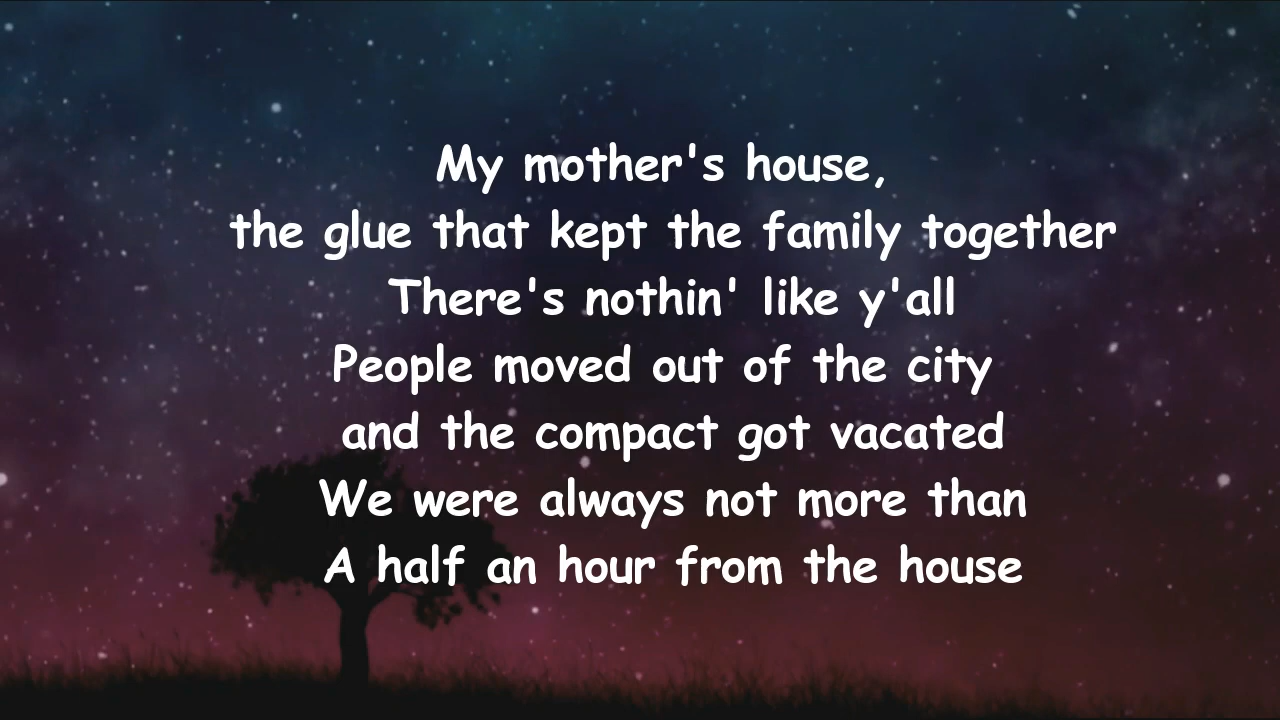 My mother's house,
the glue that kept the family together
There's nothin' like y'all
People moved out of the city
and the compact got vacated
We were always not more than
A half an hour from the house